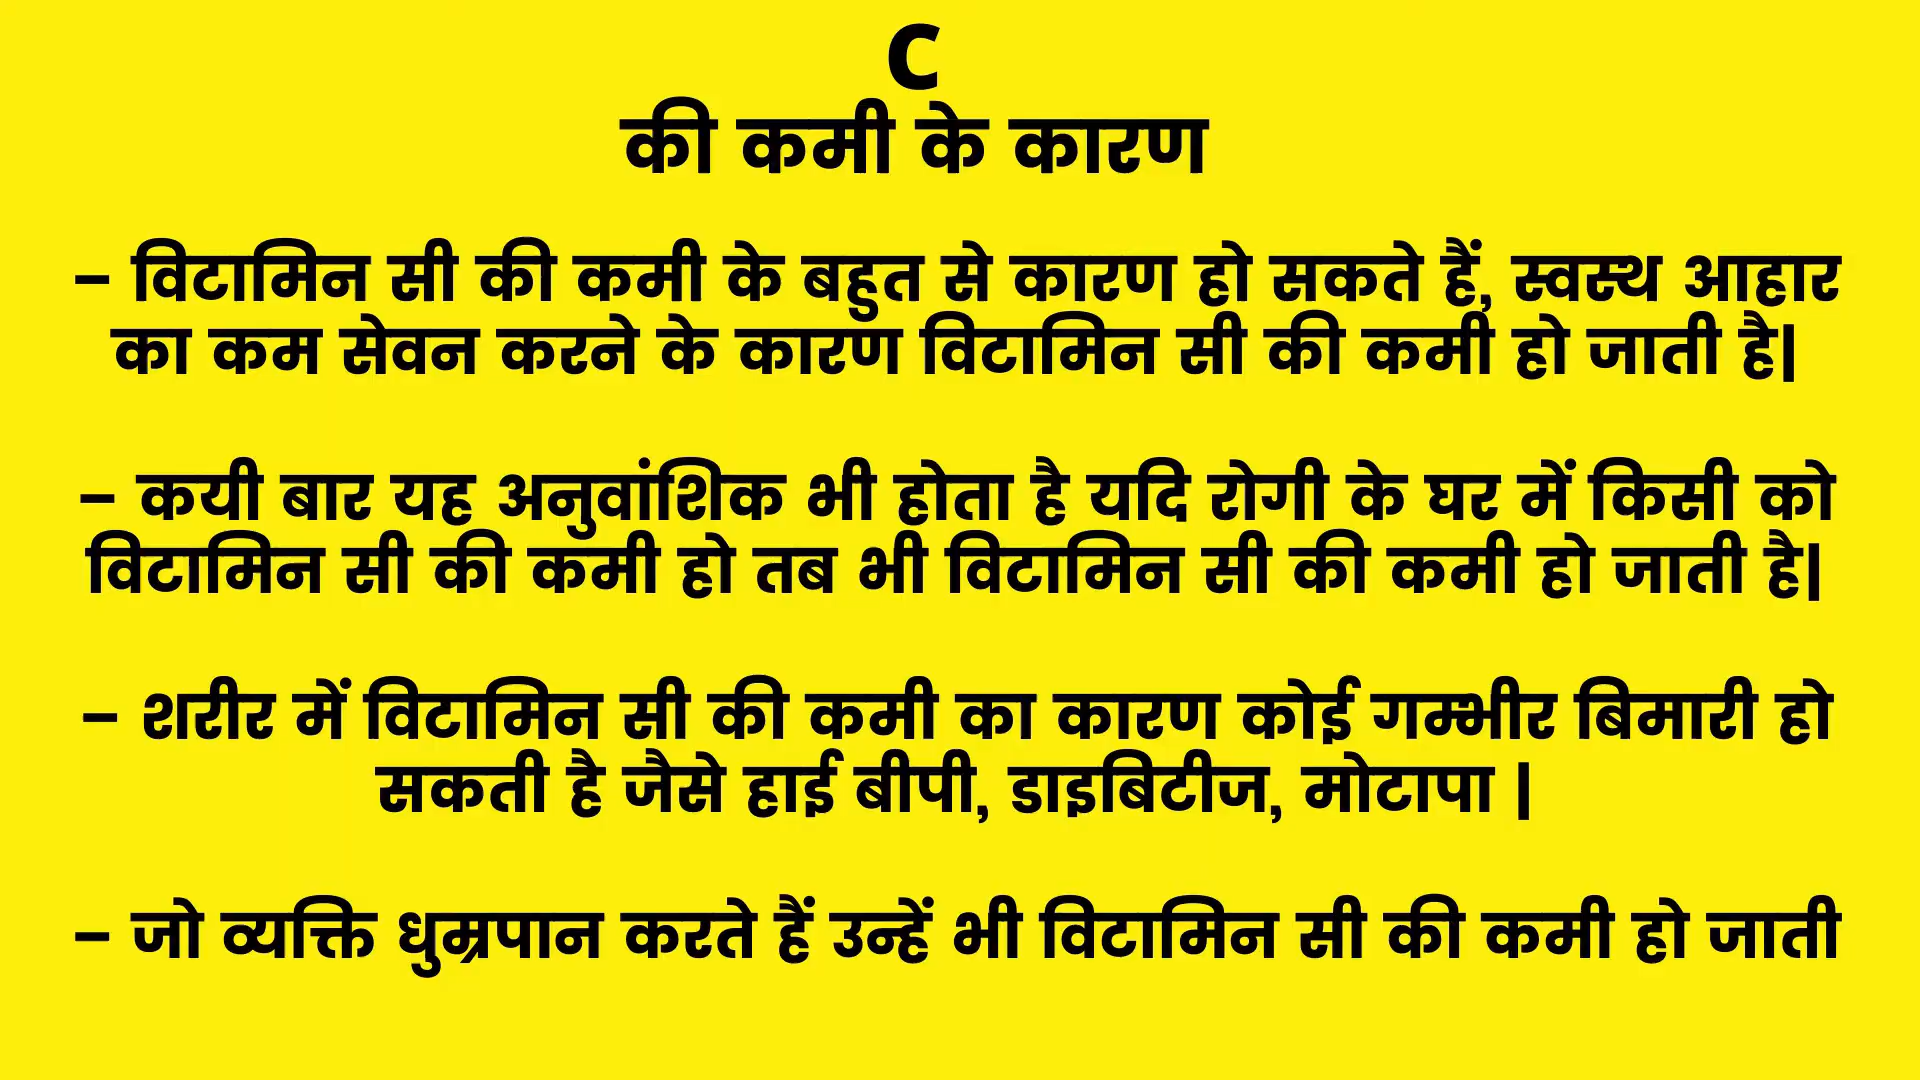 C
की कमी के कारण
– विटामिन सी की कमी के बहुत से कारण हो सकते हैं, स्वस्थ आहार
का कम सेवन करने के कारण विटामिन सी की कमी हो जाती है|
– कयी बार यह अनुवांशिक भी होता है यदि रोगी के घर में किसी को
विटामिन सी की कमी हो तब भी विटामिन सी की कमी हो जाती है|
– शरीर में विटामिन सी की कमी का कारण कोई गम्भीर बिमारी हो
सकती है जैसे हाई बीपी, डाइबिटीज, मोटापा |
– जो व्यक्ति धुम्रपान करते हैं उन्हें भी विटामिन सी की कमी हो जाती